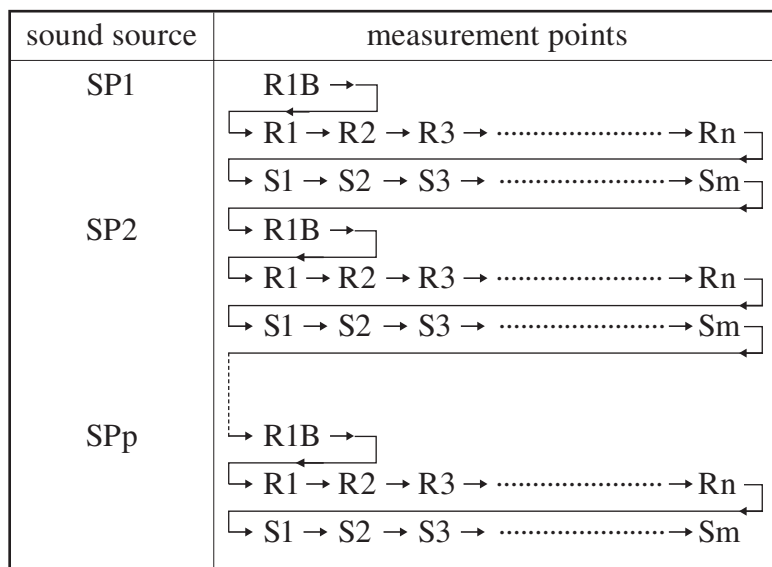 sound source measurement points
SP1 R1B →
→ R1 → R2 → R3 → ························ → Rn
→ S1 → S2 → S3 → ························ → Sm
SP2 → R1B →
→ R1 → R2 → R3 → ························ → Rn
→ S1 → S2 → S3 → ························ → Sm
SPp → R1B →
→ R1 → R2 → R3 → ························ → Rn
→ S1 → S2 → S3 → ························ → Sm